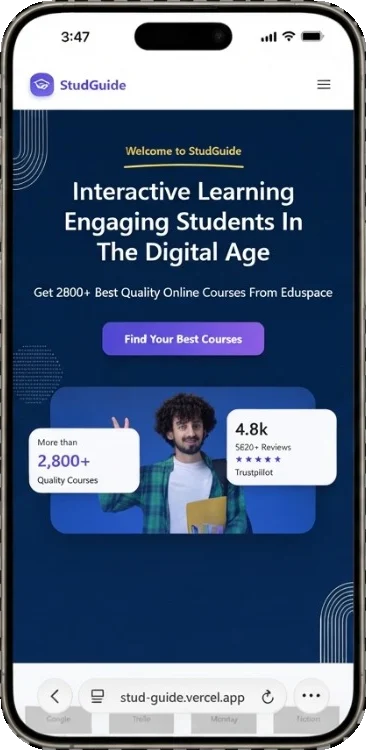 3:47
StudGuide
Welcome to StudGuide
Interactive Learning
Engaging Students In
The Digital Age
Get 2800+ Best Quality Online Courses From Eduspace
Find Your Best Courses
More than
2,800+
Quality Courses
4.8k
5620+ Reviews
Trustpilot
stud-guide.vercel.app
Google
Trello
Monday
Notion